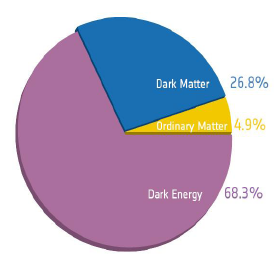 Dark Matter 26.8%
Ordinary Matter 4.9%
Dark Energy 68.3%